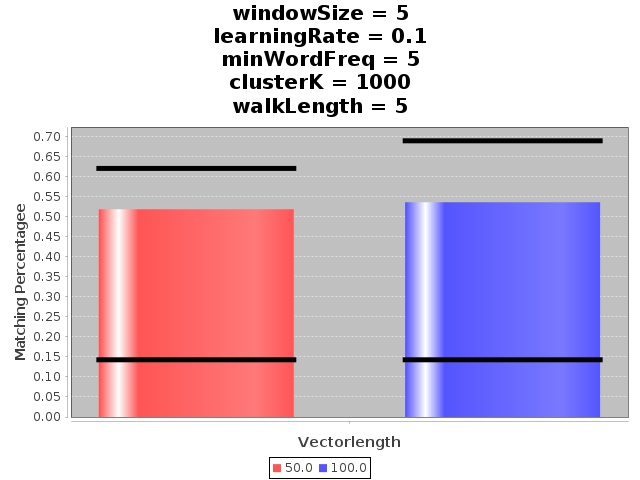 windowSize = 5
learningRate = 0.1
minWordFreq = 5
clusterK = 1000
walkLength = 5
0.70
0.65
0.60
0.55
0.50
0.45
0.40
0.35
0.30
0.25
0.20
0.15
0.10
0.05
0.00
Matching Percentagee
Vectorlength
50.0 100.0